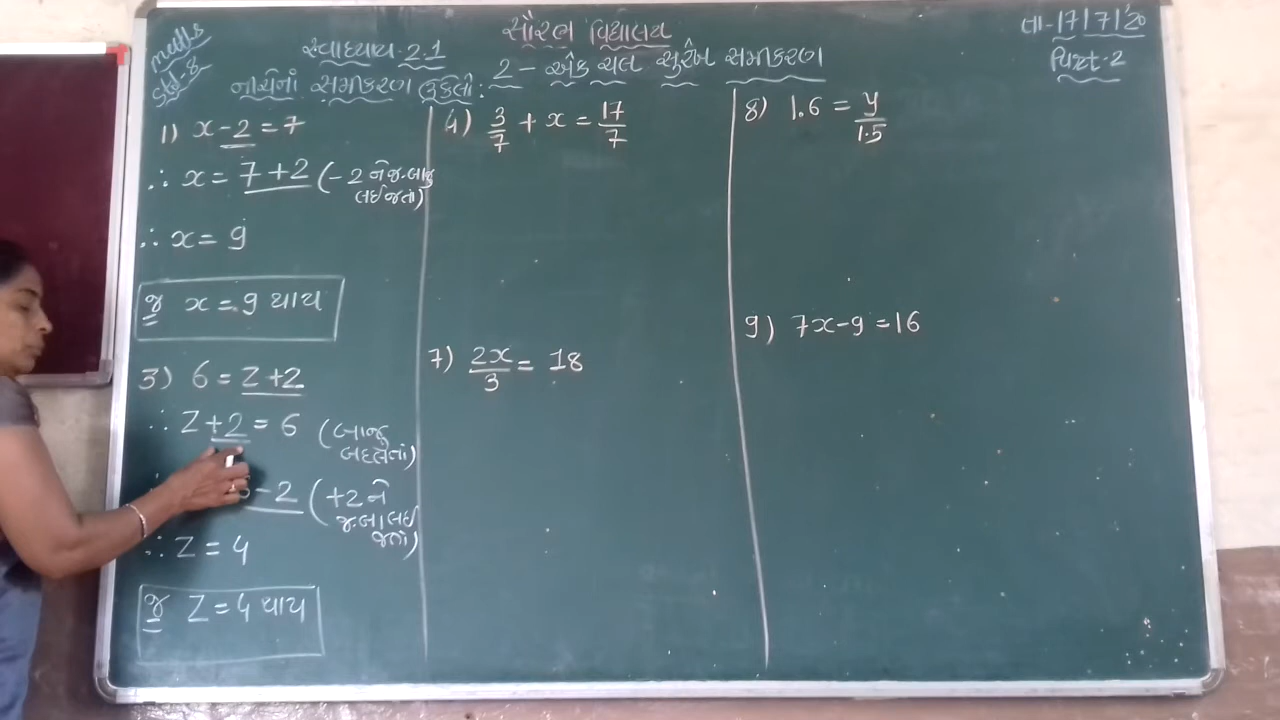 maths
Std-8
સૌરભ વિદ્યાલય
તા-17/7/'20
સ્વાધ્યાય-2.1
2 - એક ચલ સુરેખ સમીકરણ
પિરિયડ-2
નીચેનાં સમીકરણ ઉકેલો:
1) x-2=7
∴ x = 7+2 (-2 ને જ.બાજુ
લઈ જતાં)
∴ x = 9
જ x = 9 થાય
3) 6 = z+2
∴ z+2 = 6 (બાજુ
બદલતાં)
-2 (+2 ને
જ.બા લઈ
જતાં)
∴ z = 4
જ z = 4 થાય
4) 3/7 + x = 17/7
7) 2x/3 = 18
8) 1.6 = y/1.5
9) 7x-9 = 16